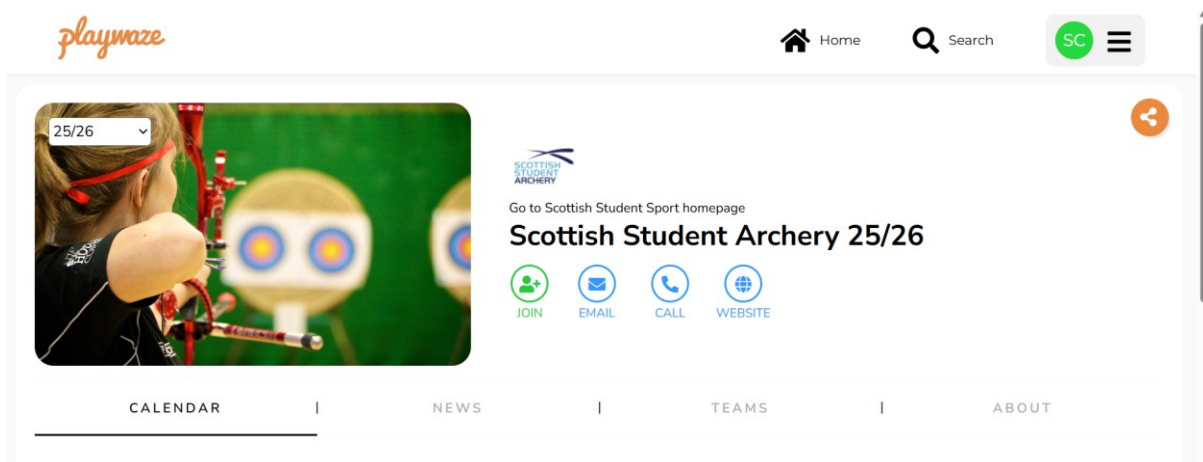 playwaze
Home
Search
SC
25/26
SCOTTISH
STUDENT
ARCHERY
Go to Scottish Student Sport homepage
Scottish Student Archery 25/26
JOIN
EMAIL
CALL
WEBSITE
CALENDAR | NEWS | TEAMS | ABOUT